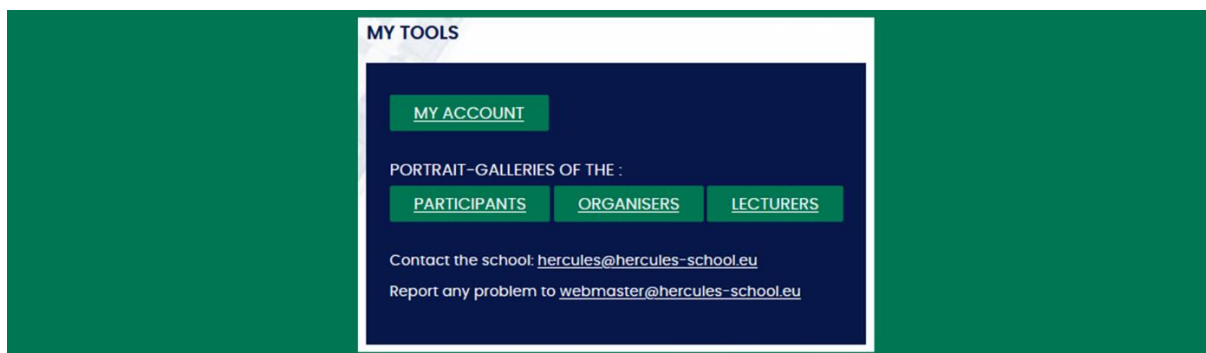 MY TOOLS
MY ACCOUNT
PORTRAIT-GALLERIES OF THE :
PARTICIPANTS ORGANISERS LECTURERS
Contact the school: hercules@hercules-school.eu
Report any problem to webmaster@hercules-school.eu